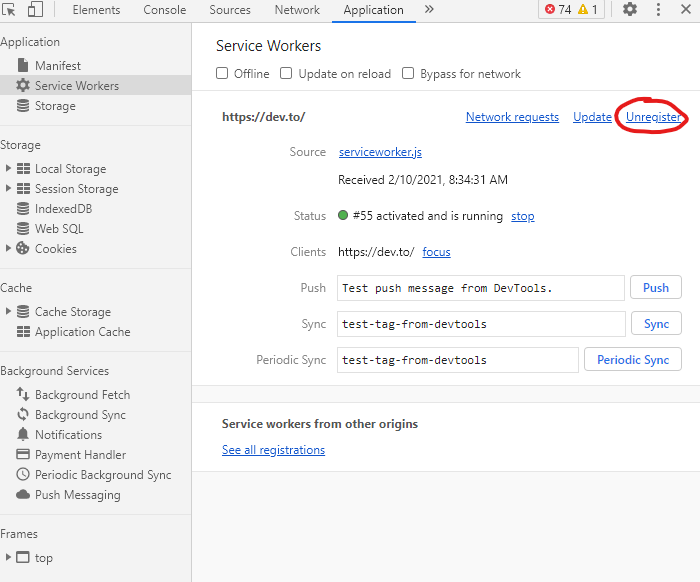 Elements Console Sources Network Application » 74 1
Application
Manifest
Service Workers
Storage
Storage
Local Storage
Session Storage
IndexedDB
Web SQL
Cookies
Cache
Cache Storage
Application Cache
Background Services
Background Fetch
Background Sync
Notifications
Payment Handler
Periodic Background Sync
Push Messaging
Frames
top
Service Workers
Offline Update on reload Bypass for network
https://dev.to/ Network requests Update Unregister
Source serviceworker.js
Received 2/10/2021, 8:34:31 AM
Status #55 activated and is running stop
Clients https://dev.to/ focus
Push Test push message from DevTools. Push
Sync test-tag-from-devtools Sync
Periodic Sync test-tag-from-devtools Periodic Sync
Service workers from other origins
See all registrations